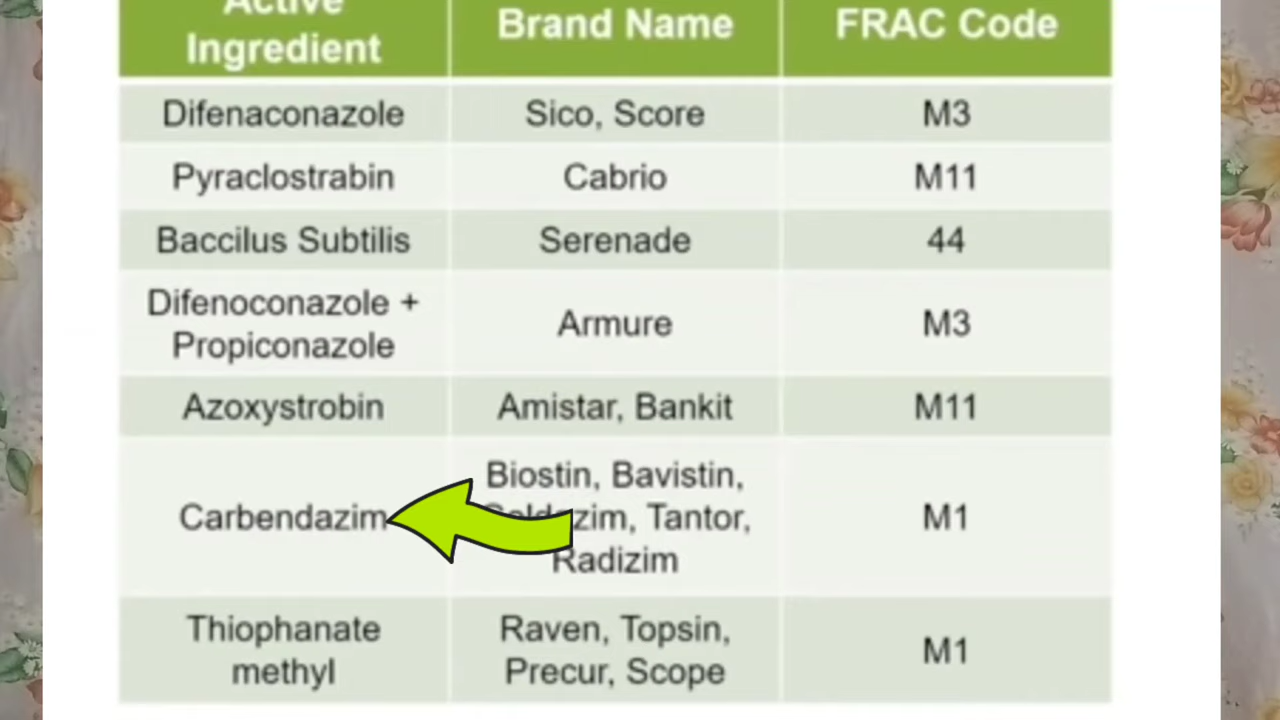 Active
Ingredient
Brand Name
FRAC Code
Difenaconazole
Sico, Score
M3
Pyraclostrabin
Cabrio
M11
Baccilus Subtilis
Serenade
44
Difenoconazole +
Propiconazole
Armure
M3
Azoxystrobin
Amistar, Bankit
M11
Carbendazim
Biostin, Bavistin,
Tantor,
Radizim
M1
Thiophanate
methyl
Raven, Topsin,
Precur, Scope
M1